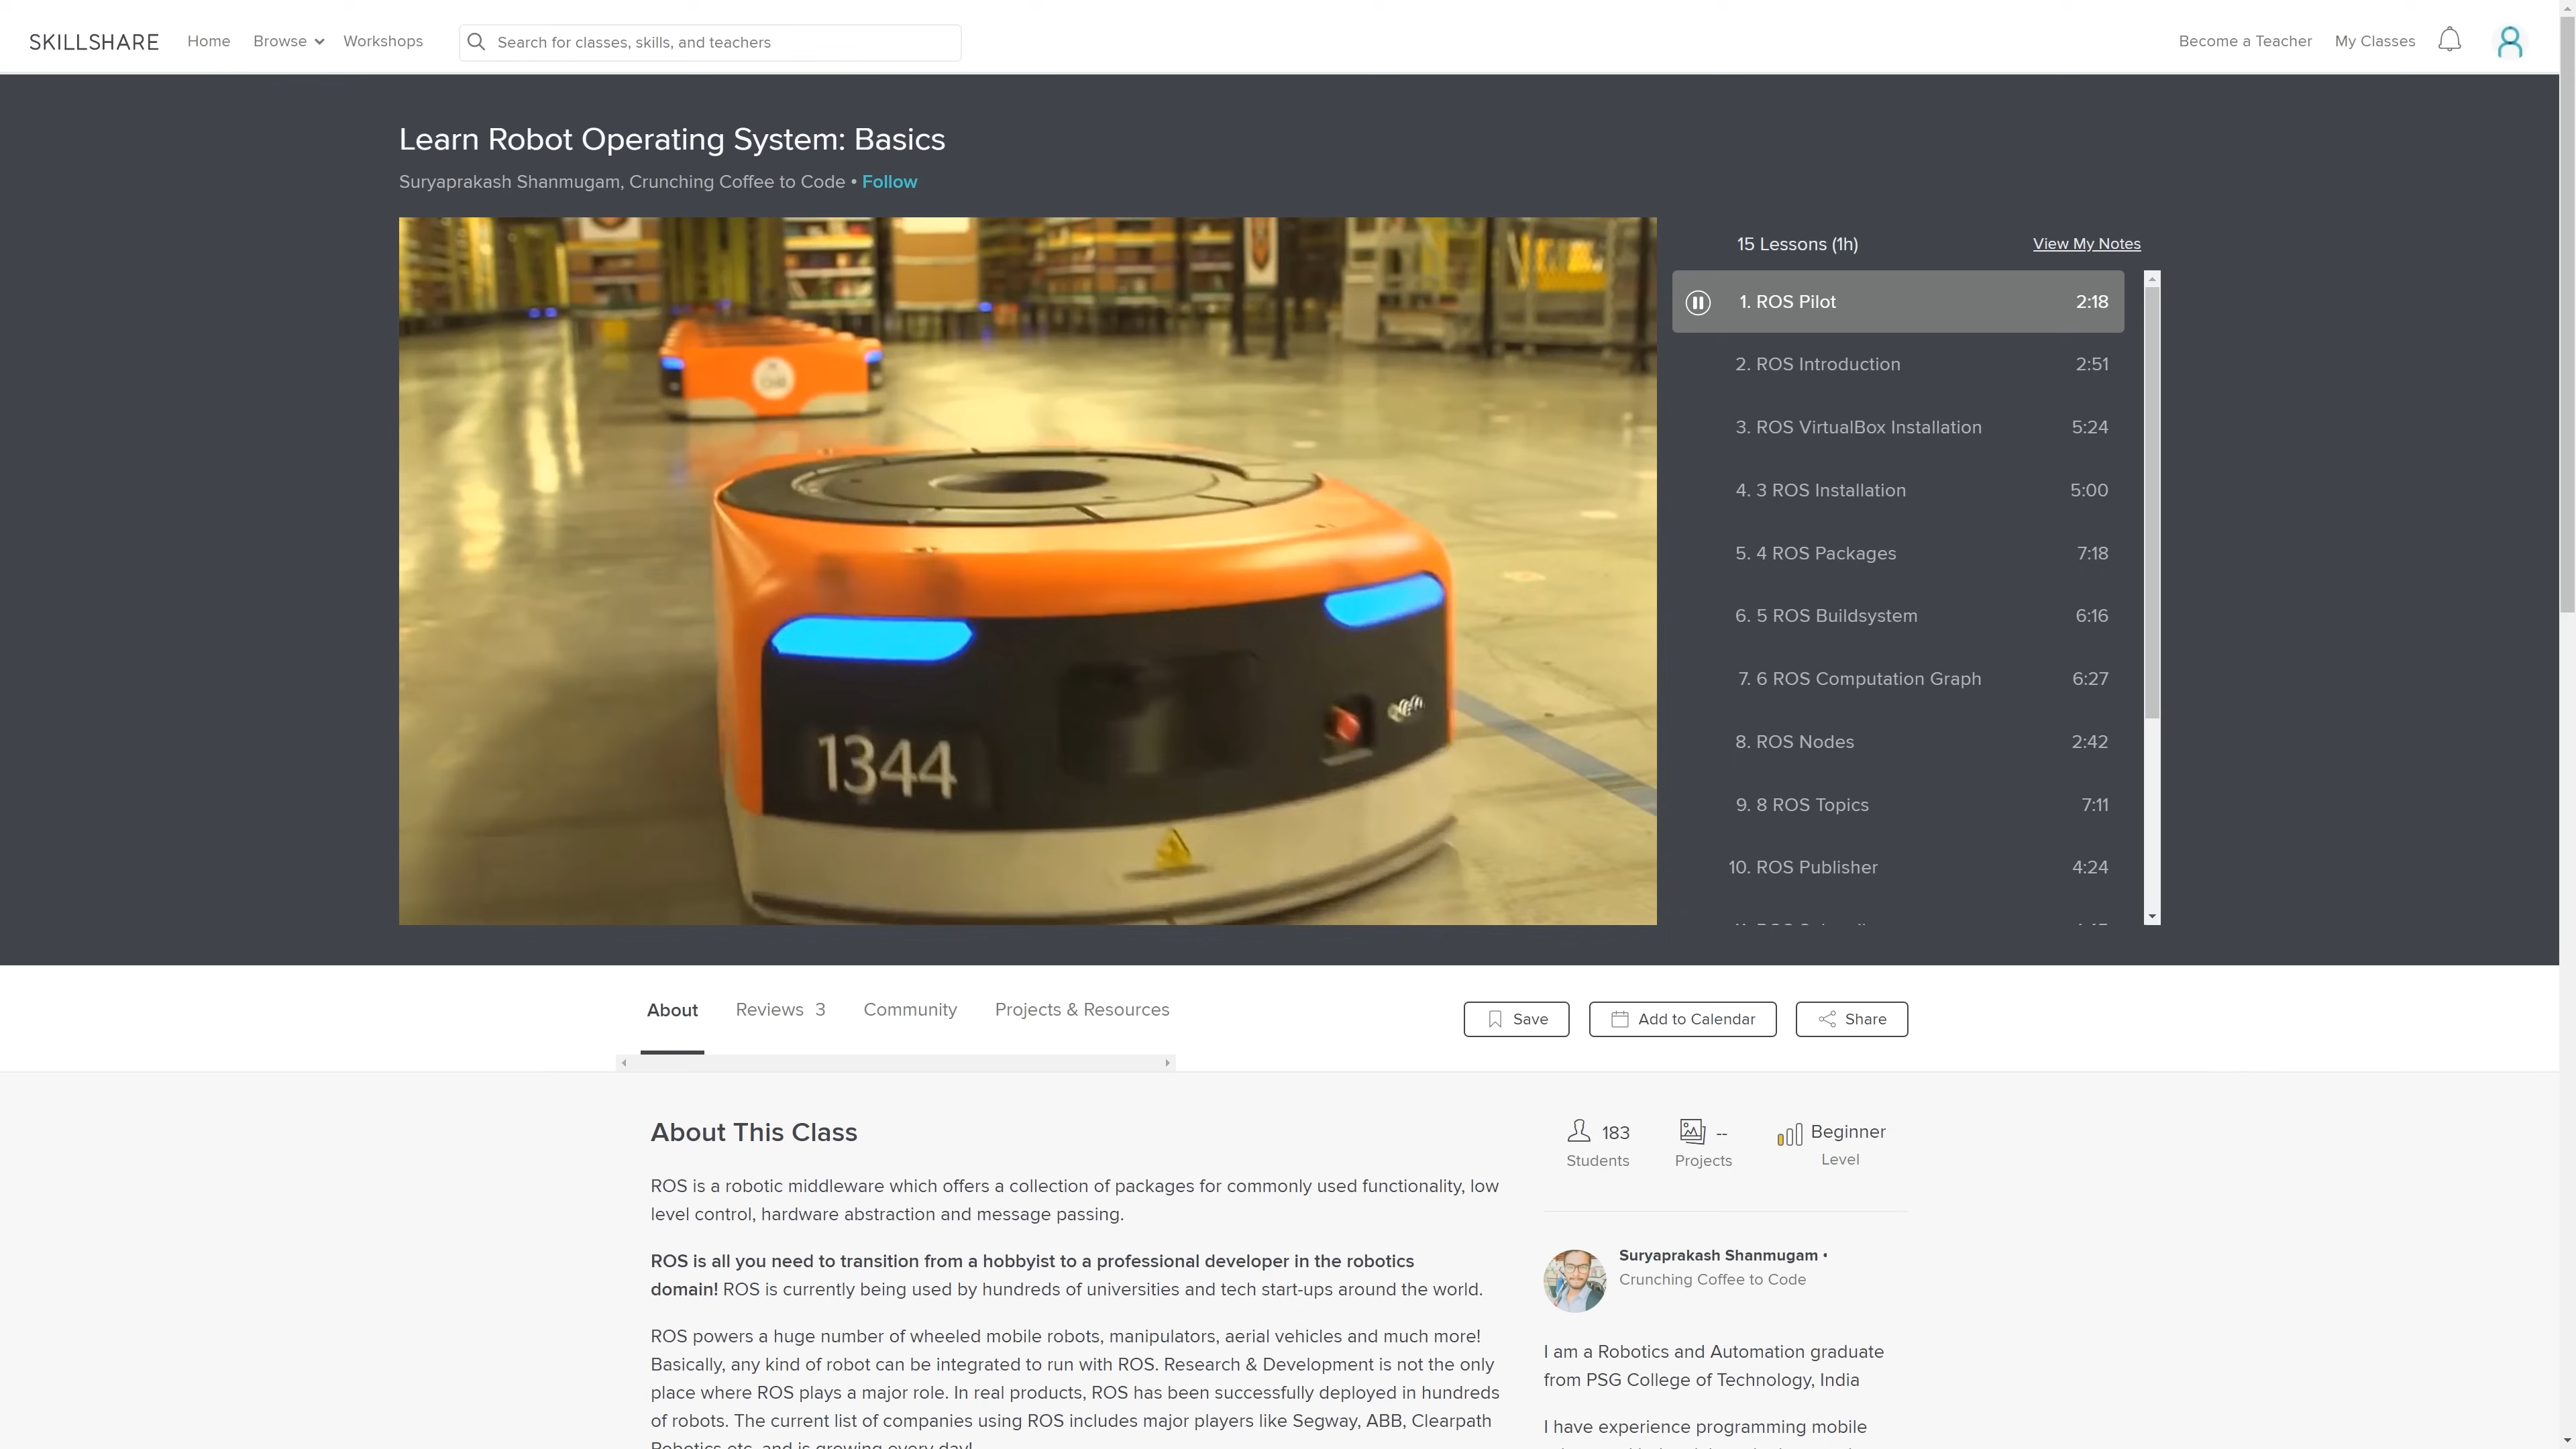 SKILLSHARE
Home
Browse
Workshops
Search for classes, skills, and teachers
Become a Teacher
My Classes
Learn Robot Operating System: Basics
Suryaprakash Shanmugam, Crunching Coffee to Code • Follow
1344
15 Lessons (1h)
View My Notes
1. ROS Pilot 2:18
2. ROS Introduction 2:51
3. ROS VirtualBox Installation 5:24
4. 3 ROS Installation 5:00
5. 4 ROS Packages 7:18
6. 5 ROS Buildsystem 6:16
7. 6 ROS Computation Graph 6:27
8. ROS Nodes 2:42
9. 8 ROS Topics 7:11
10. ROS Publisher 4:24
About
Reviews 3
Community
Projects & Resources
Save
Add to Calendar
Share
About This Class
ROS is a robotic middleware which offers a collection of packages for commonly used functionality, low
level control, hardware abstraction and message passing.
ROS is all you need to transition from a hobbyist to a professional developer in the robotics
domain! ROS is currently being used by hundreds of universities and tech start-ups around the world.
ROS powers a huge number of wheeled mobile robots, manipulators, aerial vehicles and much more!
Basically, any kind of robot can be integrated to run with ROS. Research & Development is not the only
place where ROS plays a major role. In real products, ROS has been successfully deployed in hundreds
of robots. The current list of companies using ROS includes major players like Segway, ABB, Clearpath
Robotics etc. and is growing every day!
183
Students
--
Projects
Beginner
Level
Suryaprakash Shanmugam •
Crunching Coffee to Code
I am a Robotics and Automation graduate
from PSG College of Technology, India
I have experience programming mobile